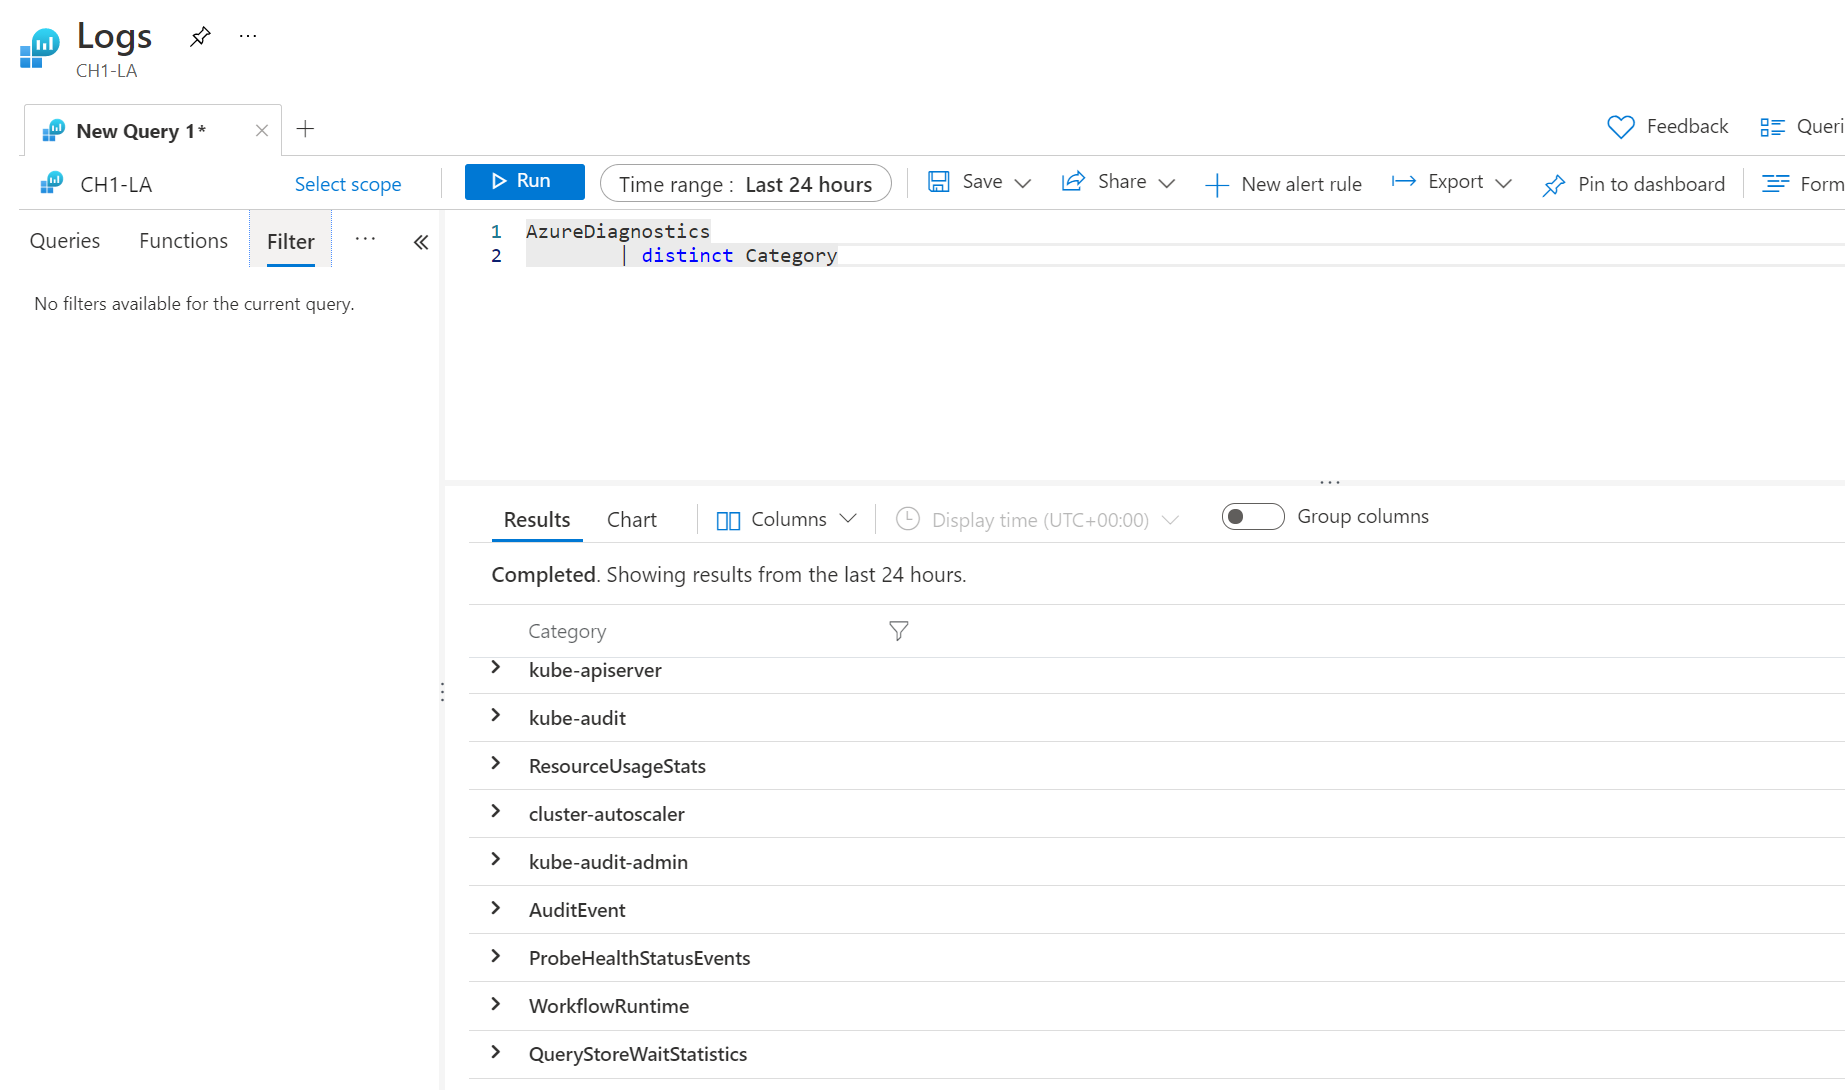 Logs
CH1-LA
New Query 1*
Feedback
Queri
CH1-LA
Select scope
Run
Time range : Last 24 hours
Save
Share
New alert rule
Export
Pin to dashboard
Form
Queries
Functions
Filter
No filters available for the current query.
1 AzureDiagnostics
2 | distinct Category
Results
Chart
Columns
Display time (UTC+00:00)
Group columns
Completed. Showing results from the last 24 hours.
Category
kube-apiserver
kube-audit
ResourceUsageStats
cluster-autoscaler
kube-audit-admin
AuditEvent
ProbeHealthStatusEvents
WorkflowRuntime
QueryStoreWaitStatistics